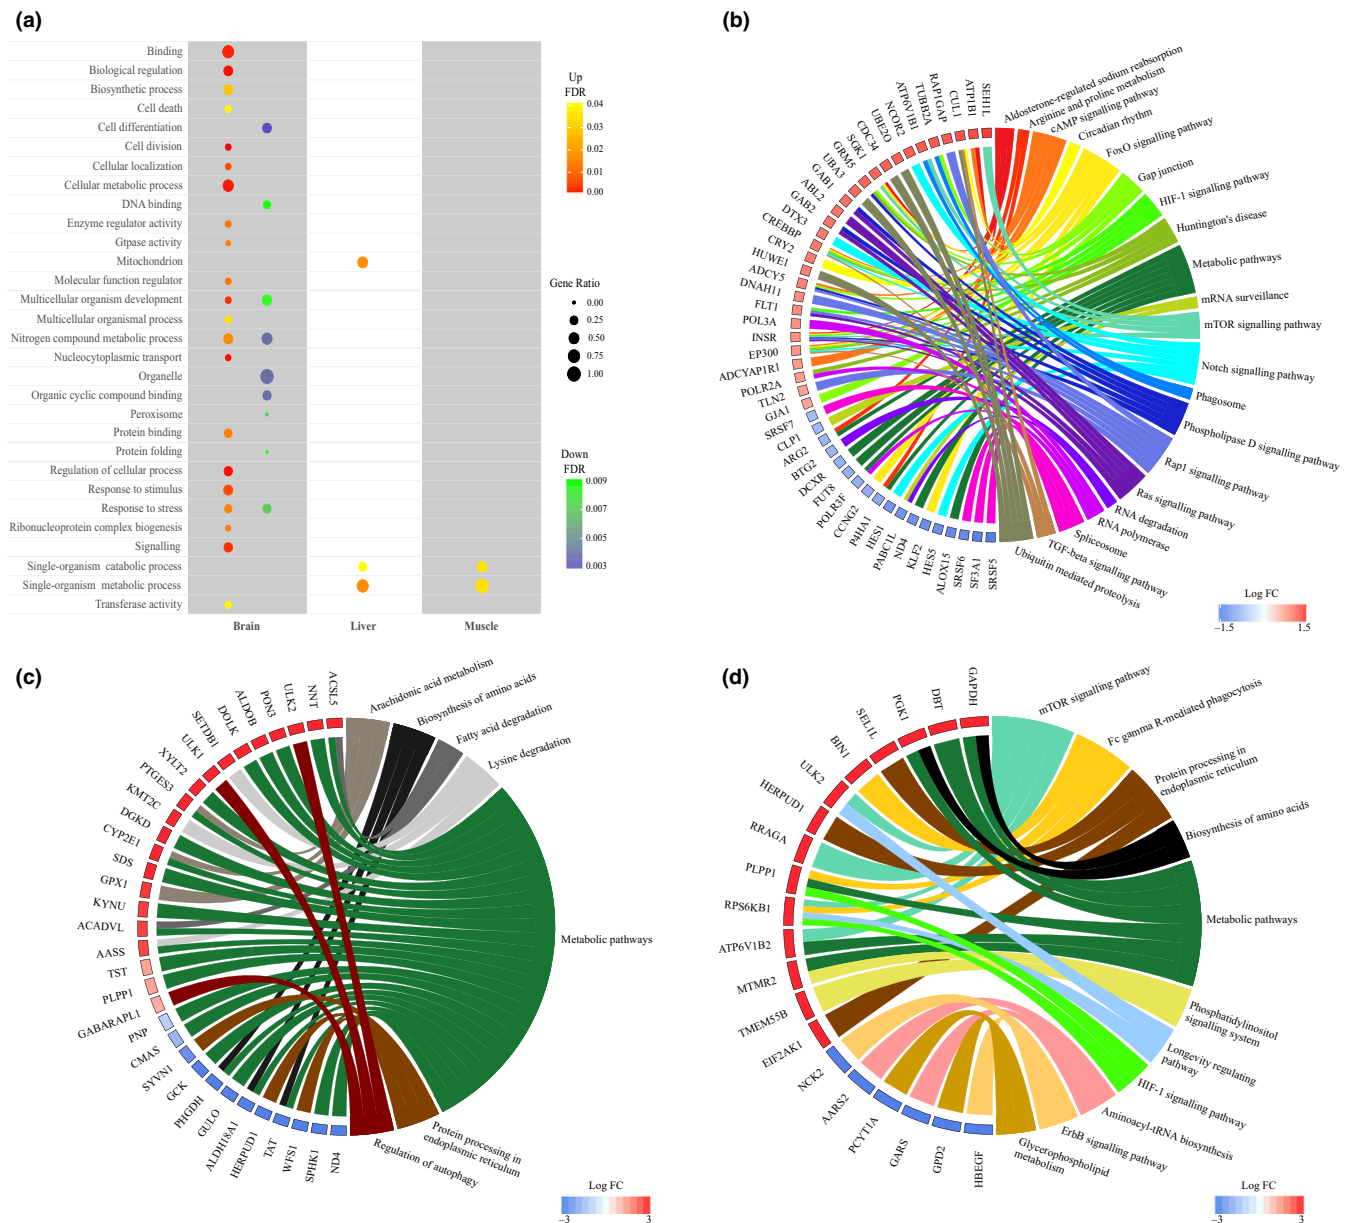 (a)
Binding
Biological regulation
Biosynthetic process
Cell death
Cell differentiation
Cell division
Cellular localization
Cellular metabolic process
DNA binding
Enzyme regulator activity
Gtpase activity
Mitochondrion
Molecular function regulator
Multicellular organism development
Multicellular organismal process
Nitrogen compound metabolic process
Nucleocytoplasmic transport
Organelle
Organic cyclic compound binding
Peroxisome
Protein binding
Protein folding
Regulation of cellular process
Response to stimulus
Response to stress
Ribonucleoprotein complex biogenesis
Signalling
Single-organism catabolic process
Single-organism metabolic process
Transferase activity
Brain
Liver
Muscle
Up
FDR
0.04
0.03
0.02
0.01
0.00
Gene Ratio
0.00
0.25
0.50
0.75
1.00
Down
FDR
0.009
0.007
0.005
0.003
(b)
SEH1L
ATP1B1
CUL1
RAP1GAP
TUBB2A
ATP6V1B1
NCOR2
UBE2O
CDC34
SGK1
GRM5
UBA3
GAB1
ABL2
GAB2
DTX3
CREBBP
CRY2
HUWE1
ADCY5
DNAH11
FLT1
POL3A
INSR
EP300
ADCYAP1R1
POLR2A
TLN2
GJA1
SRSF7
CLP1
ARG2
BTG2
DCXR
FUT8
POLR3F
CCNG2
P4HA1
HES1
PABC1L
ND4
KLF2
HES5
ALOX15
SRSF6
SF3A1
SRSF5
Aldosterone-regulated sodium reabsorption
Arginine and proline metabolism
cAMP signalling pathway
Circadian rhythm
FoxO signalling pathway
Gap junction
HIF-1 signalling pathway
Huntington's disease
Metabolic pathways
mRNA surveillance
mTOR signalling pathway
Notch signalling pathway
Phagosome
Phospholipase D signalling pathway
Rap1 signalling pathway
Ras signalling pathway
RNA degradation
RNA polymerase
Spliceosome
TGF-beta signalling pathway
Ubiquitin mediated proteolysis
Log FC
−1.5
1.5
(c)
ACSL5
NNT
ULK2
PON3
ALDOB
DOLK
SETDB1
ULK1
XYLT2
PTGES3
KMT2C
DGKD
CYP2E1
SDS
GPX1
KYNU
ACADVL
AASS
TST
PLPP1
GABARAPL1
PNP
CMAS
SYVN1
GCK
PHGDH
GULO
ALDH18A1
HERPUD1
TAT
WFS1
SPHK1
ND4
Arachidonic acid metabolism
Biosynthesis of amino acids
Fatty acid degradation
Lysine degradation
Metabolic pathways
Protein processing in
endoplasmic reticulum
Regulation of autophagy
Log FC
−3
3
(d)
GAPDH
DBT
PGK1
SEL1L
BIN1
ULK2
HERPUD1
RRAGA
PLPP1
RPS6KB1
ATP6V1B2
MTMR2
TMEM55B
EIF2AK1
NCK2
AARS2
PCYT1A
GARS
GPD2
HBEGF
mTOR signalling pathway
Fc gamma R-mediated phagocytosis
Protein processing in
endoplasmic reticulum
Biosynthesis of amino acids
Metabolic pathways
Phosphatidylinositol
signalling system
Longevity regulating
pathway
HIF-1 signalling pathway
Aminoacyl-tRNA biosynthesis
ErbB signalling pathway
Glycerophospholipid
metabolism
Log FC
−3
3